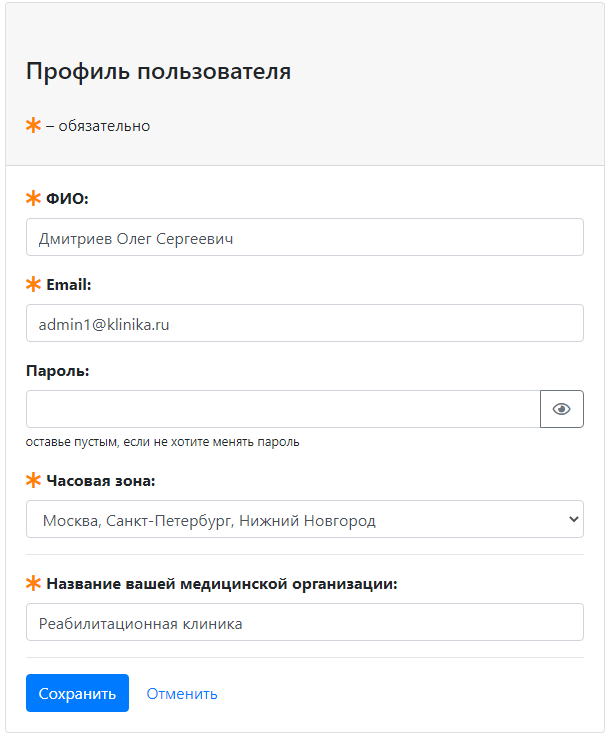 Профиль пользователя
– обязательно
ФИО:
Дмитриев Олег Сергеевич
Email:
admin1@klinika.ru
Пароль:
оставье пустым, если не хотите менять пароль
Часовая зона:
Москва, Санкт-Петербург, Нижний Новгород
Название вашей медицинской организации:
Реабилитационная клиника
Сохранить Отменить